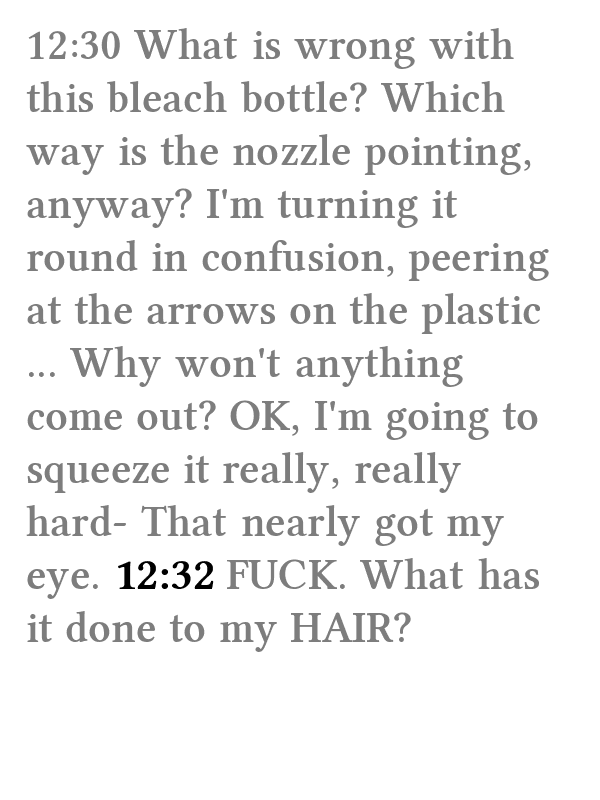 12:30 What is wrong with
this bleach bottle? Which
way is the nozzle pointing,
anyway? I'm turning it
round in confusion, peering
at the arrows on the plastic
... Why won't anything
come out? OK, I'm going to
squeeze it really, really
hard- That nearly got my
eye. 12:32 FUCK. What has
it done to my HAIR?